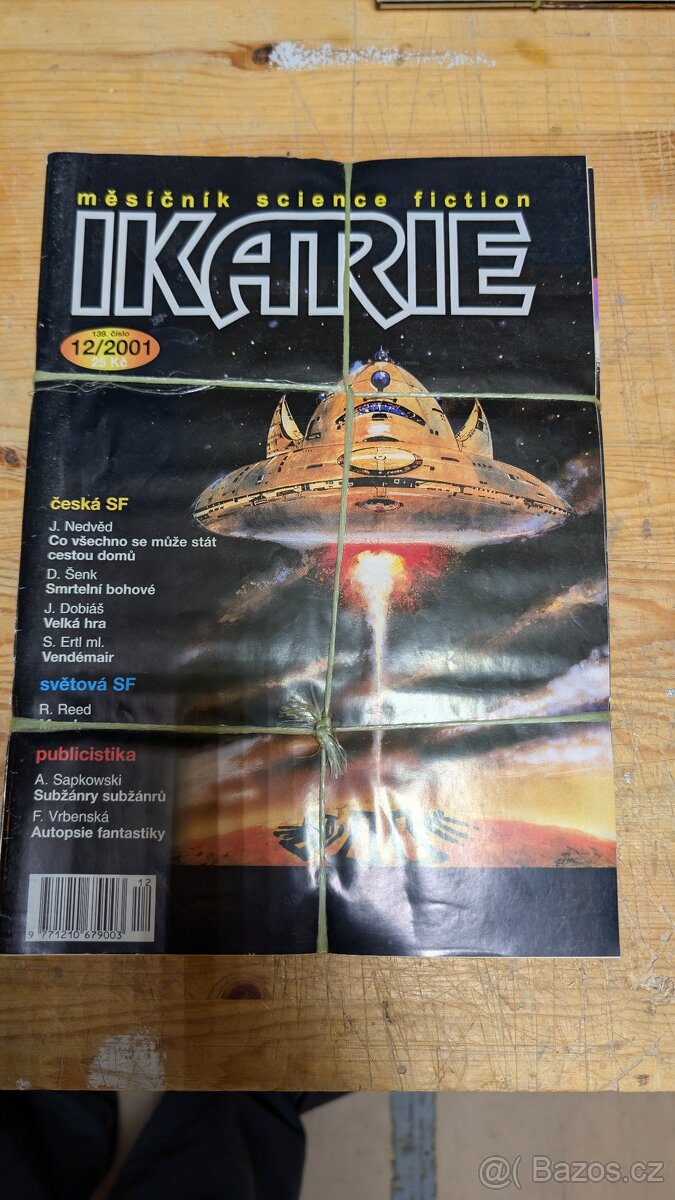 měsíčník science fiction
IKARIE
139. číslo
12/2001
25 Kč
česká SF
J. Nedvěd
Co všechno se může stát
cestou domů
D. Šenk
Smrtelní bohové
J. Dobiáš
Velká hra
S. Ertl ml.
Vendémair
světová SF
R. Reed
publicistika
A. Sapkowski
Subžánry subžánrů
F. Vrbenská
Autopsie fantastiky
12
9 771210 679003
@ Bazos.cz